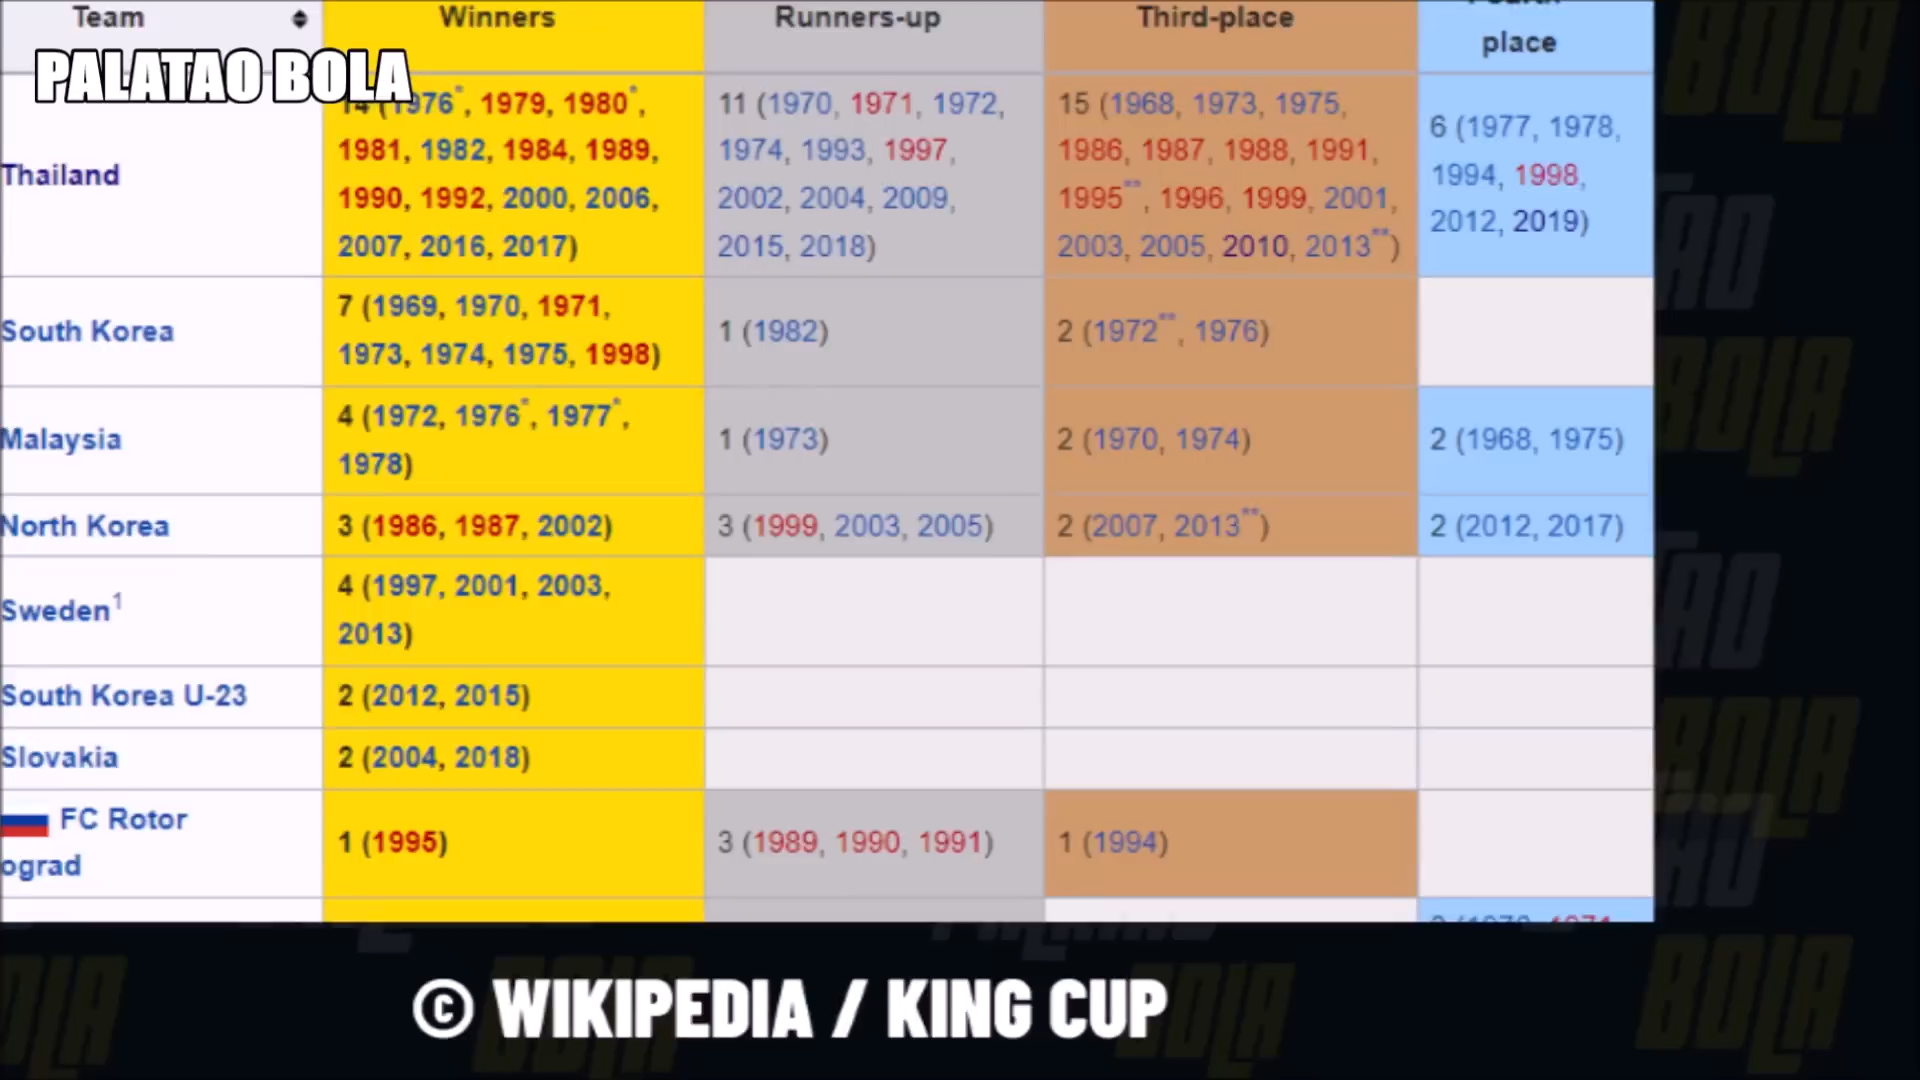 Team Winners Runners-up Third-place Fourth place
PALATAO BOLA
Thailand
14 (1976*, 1979, 1980*,
1981, 1982, 1984, 1989,
1990, 1992, 2000, 2006,
2007, 2016, 2017)
11 (1970, 1971, 1972,
1974, 1993, 1997,
2002, 2004, 2009,
2015, 2018)
15 (1968, 1973, 1975,
1986, 1987, 1988, 1991,
1995**, 1996, 1999, 2001,
2003, 2005, 2010, 2013**)
6 (1977, 1978,
1994, 1998,
2012, 2019)
South Korea
7 (1969, 1970, 1971,
1973, 1974, 1975, 1998)
1 (1982)
2 (1972**, 1976)
Malaysia
4 (1972, 1976*, 1977*,
1978)
1 (1973)
2 (1970, 1974)
2 (1968, 1975)
North Korea
3 (1986, 1987, 2002)
3 (1999, 2003, 2005)
2 (2007, 2013**)
2 (2012, 2017)
Sweden1
4 (1997, 2001, 2003,
2013)
South Korea U-23
2 (2012, 2015)
Slovakia
2 (2004, 2018)
FC Rotor
ograd
1 (1995)
3 (1989, 1990, 1991)
1 (1994)
© WIKIPEDIA / KING CUP